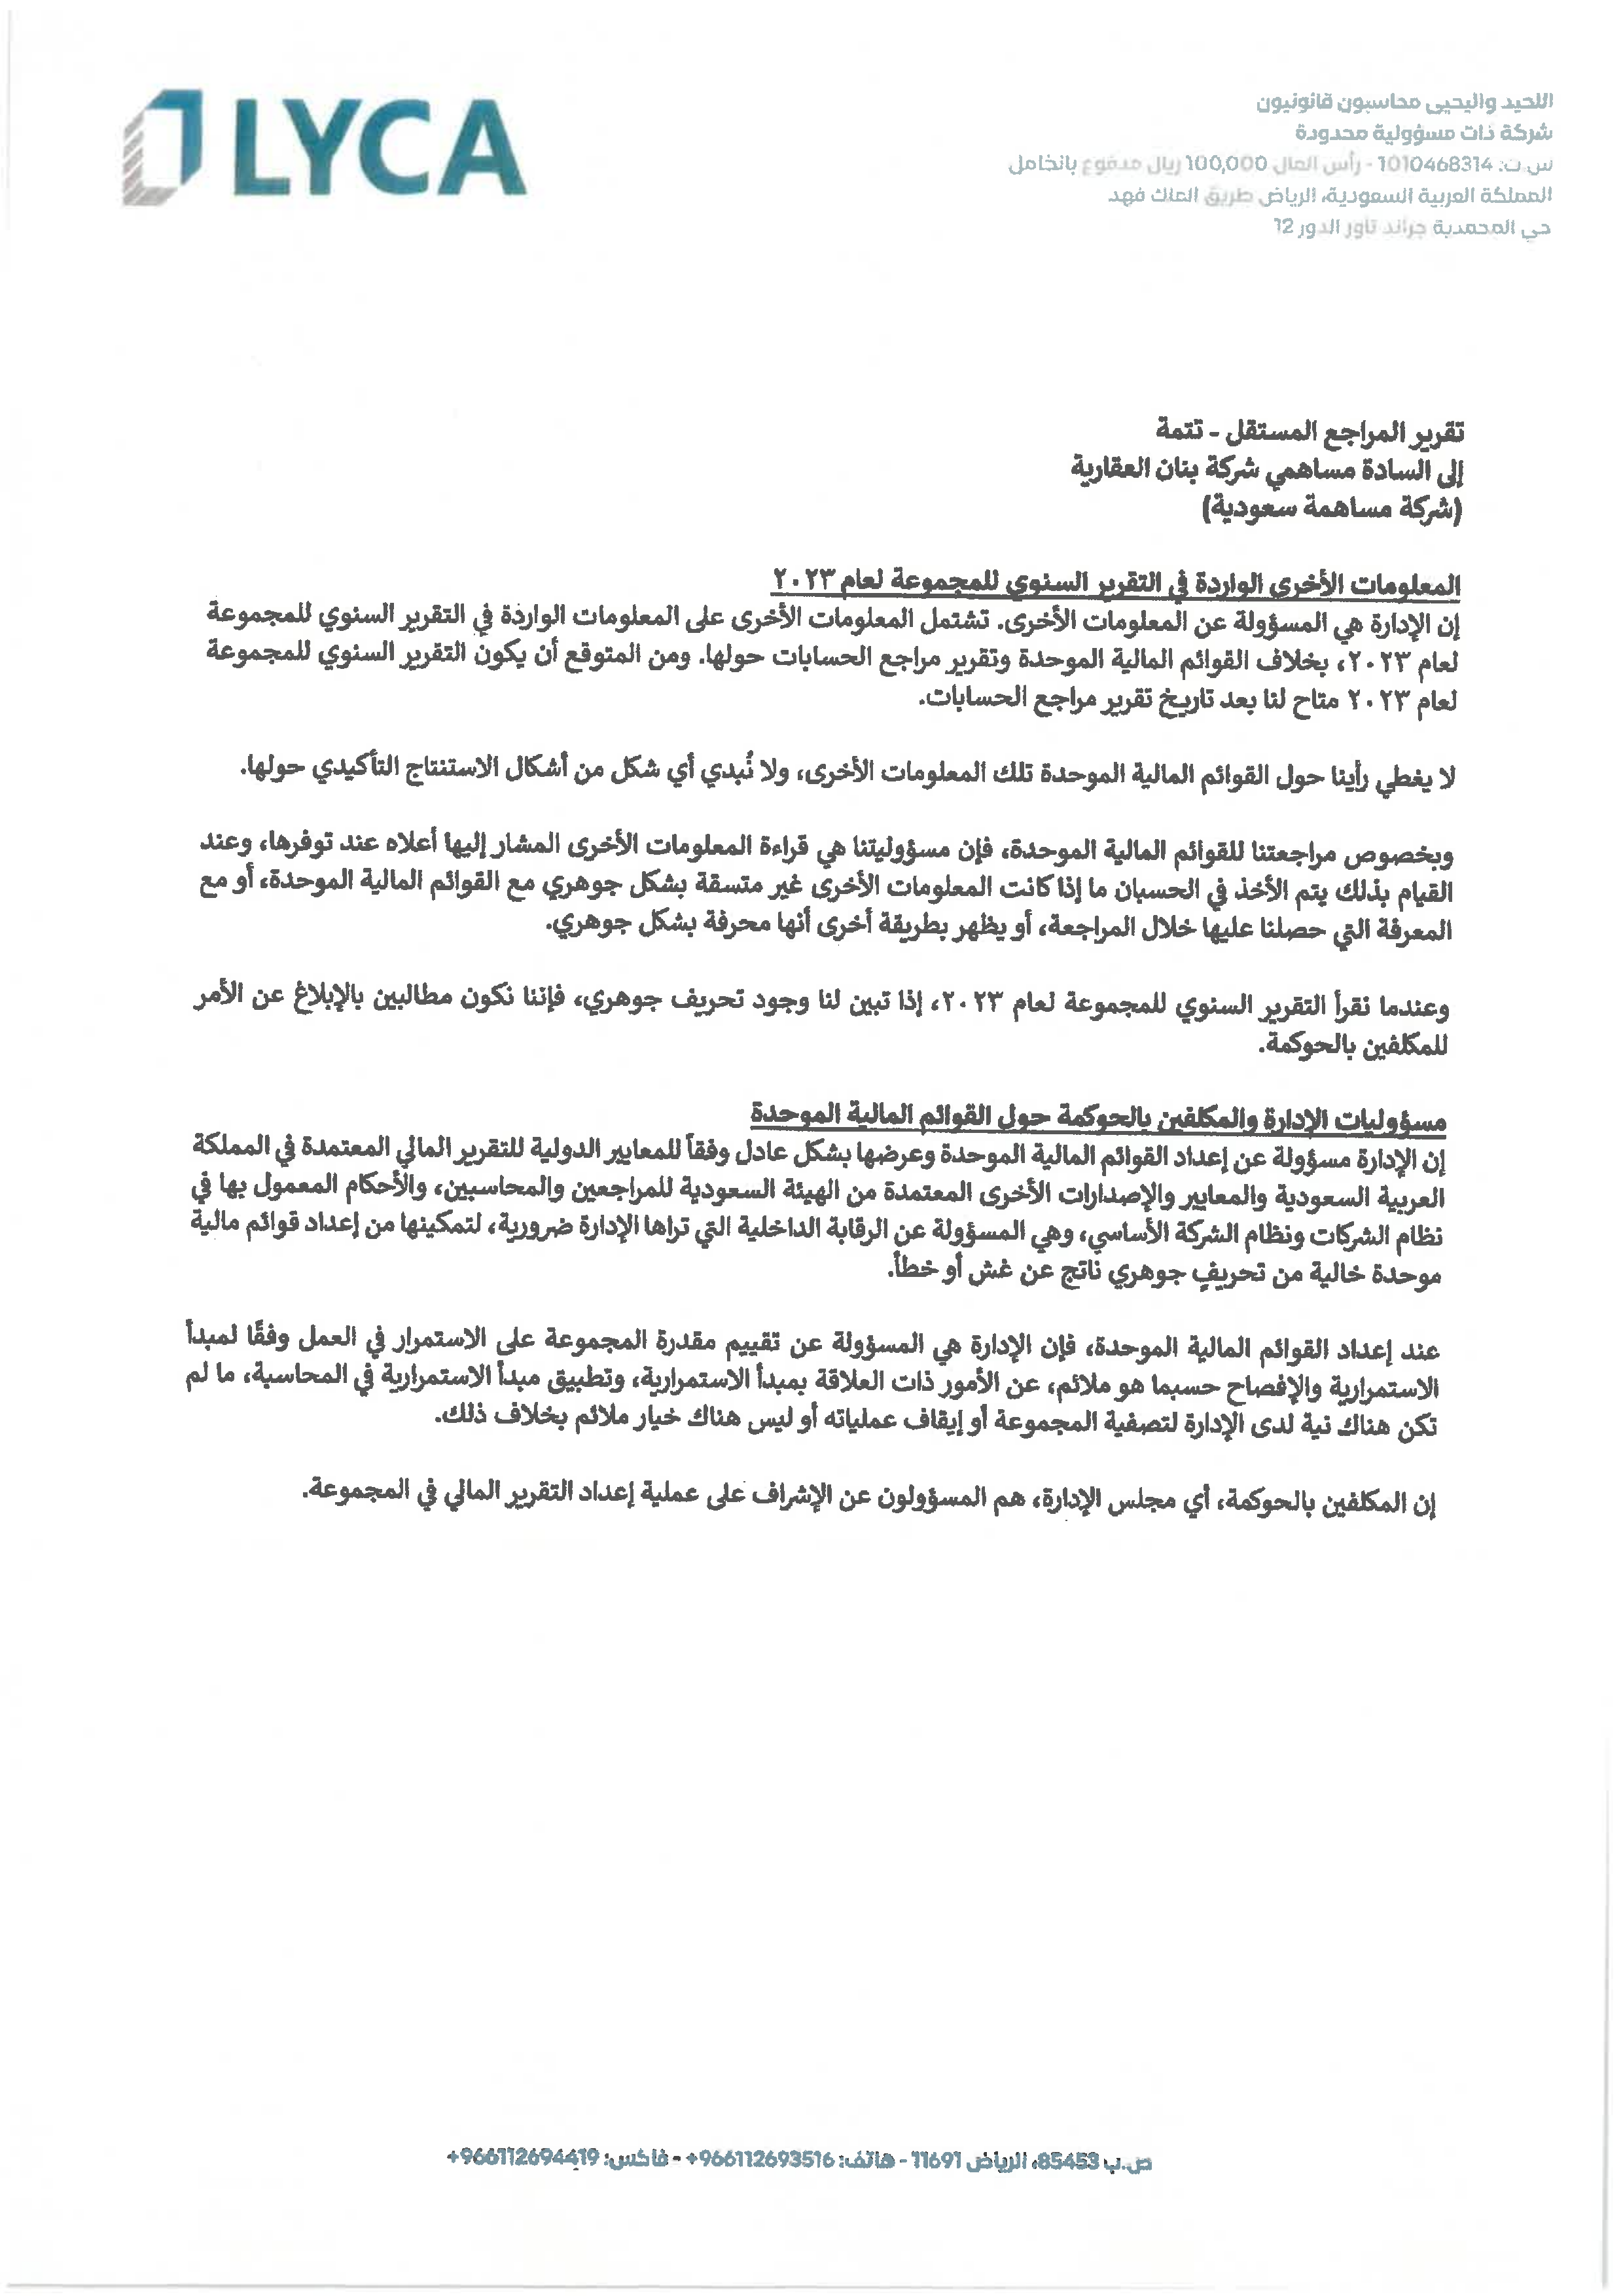 LYCA
اللحيد واليحيى محاسبون قانونيون
شركة ذات مسؤولية محدودة
س.ت: 1010468314 - رأس المال 100,000 ريال مدفوع بالكامل
المملكة العربية السعودية، الرياض طريق الملك فهد
حي المحمدية جراند تاور الدور 12
تقرير المراجع المستقل - تتمة
إلى السادة مساهمي شركة بنان العقارية
(شركة مساهمة سعودية)
المعلومات الأخرى الواردة في التقرير السنوي للمجموعة لعام ٢٠٢٣
إن الإدارة هي المسؤولة عن المعلومات الأخرى. تشتمل المعلومات الأخرى على المعلومات الواردة في التقرير السنوي للمجموعة
لعام ٢٠٢٣، بخلاف القوائم المالية الموحدة وتقرير مراجع الحسابات حولها. ومن المتوقع أن يكون التقرير السنوي للمجموعة
لعام ٢٠٢٣ متاح لنا بعد تاريخ تقرير مراجع الحسابات.
لا يغطي رأينا حول القوائم المالية الموحدة تلك المعلومات الأخرى، ولا نُبدي أي شكل من أشكال الاستنتاج التأكيدي حولها.
وبخصوص مراجعتنا للقوائم المالية الموحدة، فإن مسؤوليتنا هي قراءة المعلومات الأخرى المشار إليها أعلاه عند توفرها، وعند
القيام بذلك يتم الأخذ في الحسبان ما إذا كانت المعلومات الأخرى غير متسقة بشكل جوهري مع القوائم المالية الموحدة، أو مع
المعرفة التي حصلنا عليها خلال المراجعة، أو يظهر بطريقة أخرى أنها محرفة بشكل جوهري.
وعندما نقرأ التقرير السنوي للمجموعة لعام ٢٠٢٣، إذا تبين لنا وجود تحريف جوهري، فإننا نكون مطالبين بالإبلاغ عن الأمر
للمكلفين بالحوكمة.
مسؤوليات الإدارة والمكلفين بالحوكمة حول القوائم المالية الموحدة
إن الإدارة مسؤولة عن إعداد القوائم المالية الموحدة وعرضها بشكل عادل وفقاً للمعايير الدولية للتقرير المالي المعتمدة في المملكة
العربية السعودية والمعايير والإصدارات الأخرى المعتمدة من الهيئة السعودية للمراجعين والمحاسبين، والأحكام المعمول بها في
نظام الشركات ونظام الشركة الأساسي، وهي المسؤولة عن الرقابة الداخلية التي تراها الإدارة ضرورية، لتمكينها من إعداد قوائم مالية
موحدة خالية من تحريفٍ جوهري ناتج عن غش أو خطأ.
عند إعداد القوائم المالية الموحدة، فإن الإدارة هي المسؤولة عن تقييم مقدرة المجموعة على الاستمرار في العمل وفقًا لمبدأ
الاستمرارية والإفصاح حسبما هو ملائم، عن الأمور ذات العلاقة بمبدأ الاستمرارية، وتطبيق مبدأ الاستمرارية في المحاسبة، ما لم
تكن هناك نية لدى الإدارة لتصفية المجموعة أو إيقاف عملياته أو ليس هناك خيار ملائم بخلاف ذلك.
إن المكلفين بالحوكمة، أي مجلس الإدارة، هم المسؤولون عن الإشراف على عملية إعداد التقرير المالي في المجموعة.
ص.ب 85453، الرياض 11691 - هاتف: 966112693516+ - فاكس: 966112694419+